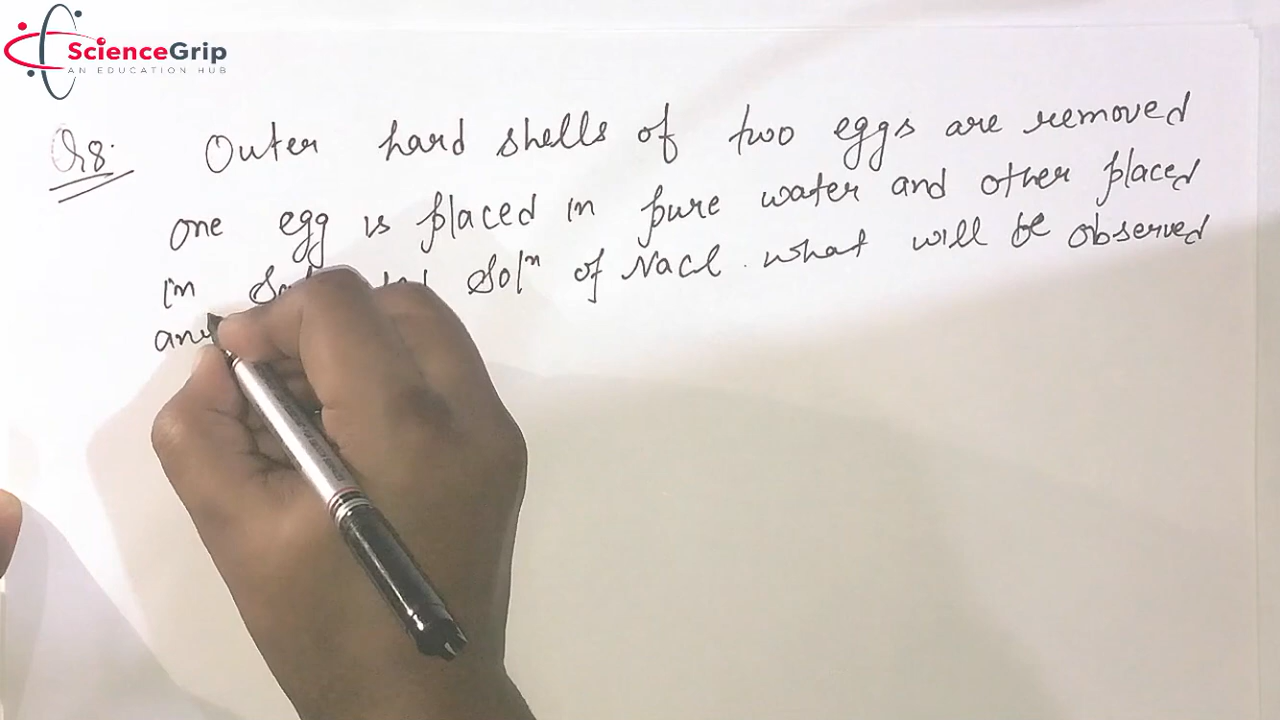 ScienceGrip
AN EDUCATION HUB
Q8.
Outer hard shells of two eggs are removed
one egg is placed in pure water and other placed
in Solⁿ of NaCl. what will be observed